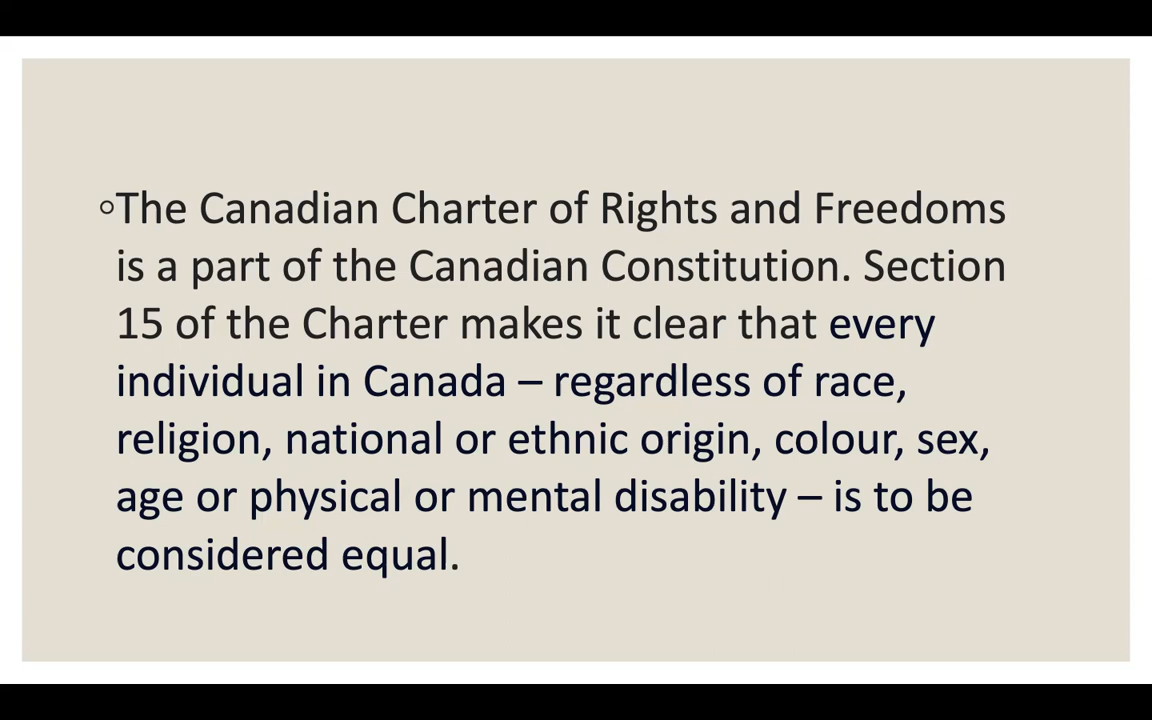 ◦The Canadian Charter of Rights and Freedoms
is a part of the Canadian Constitution. Section
15 of the Charter makes it clear that every
individual in Canada – regardless of race,
religion, national or ethnic origin, colour, sex,
age or physical or mental disability – is to be
considered equal.